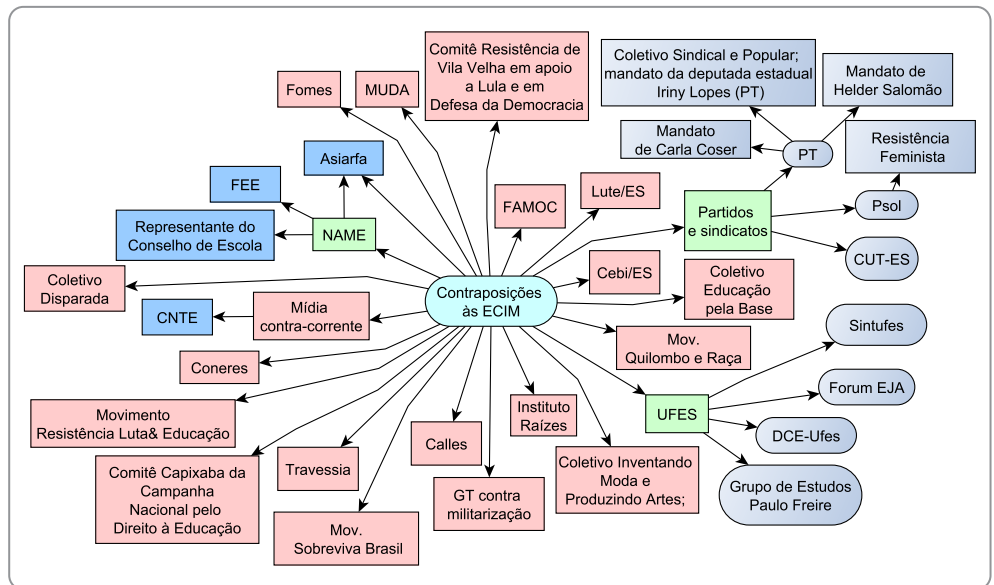 Comitê Resistência de
Vila Velha em apoio
a Lula e em
Defesa da Democracia
Coletivo Sindical e Popular;
mandato da deputada estadual
Iriny Lopes (PT)
Mandato de
Helder Salomão
Fomes
MUDA
Mandato
de Carla Coser
PT
Resistência
Feminista
Asiarfa
FEE
FAMOC
Lute/ES
Psol
Representante do
Conselho de Escola
NAME
Partidos
e sindicatos
CUT-ES
Coletivo
Disparada
Contraposições
às ECIM
Cebi/ES
Coletivo
Educação
pela Base
CNTE
Mídia
contra-corrente
Sintufes
Mov.
Quilombo e Raça
Coneres
Forum EJA
Movimento
Resistência Luta& Educação
Instituto
Raízes
UFES
DCE-Ufes
Calles
Comitê Capixaba da
Campanha
Nacional pelo
Direito à Educação
Travessia
Coletivo Inventando
Moda e
Produzindo Artes;
Grupo de Estudos
Paulo Freire
GT contra
militarização
Mov.
Sobreviva Brasil